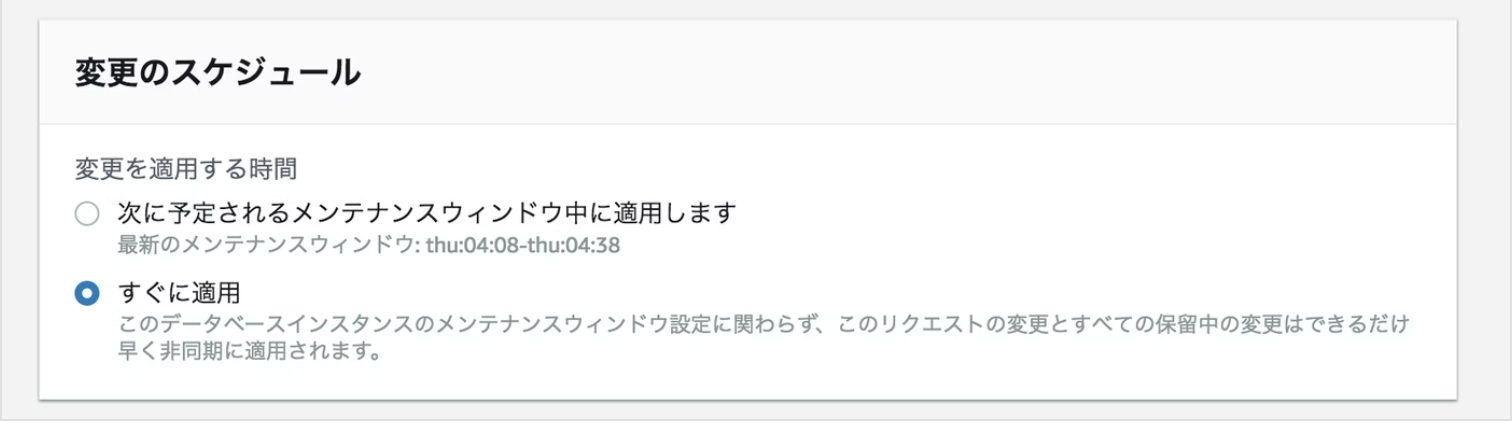 変更のスケジュール
変更を適用する時間
次に予定されるメンテナンスウィンドウ中に適用します
最新のメンテナンスウィンドウ: thu:04:08-thu:04:38
すぐに適用
このデータベースインスタンスのメンテナンスウィンドウ設定に関わらず、このリクエストの変更とすべての保留中の変更はできるだけ
早く非同期に適用されます。